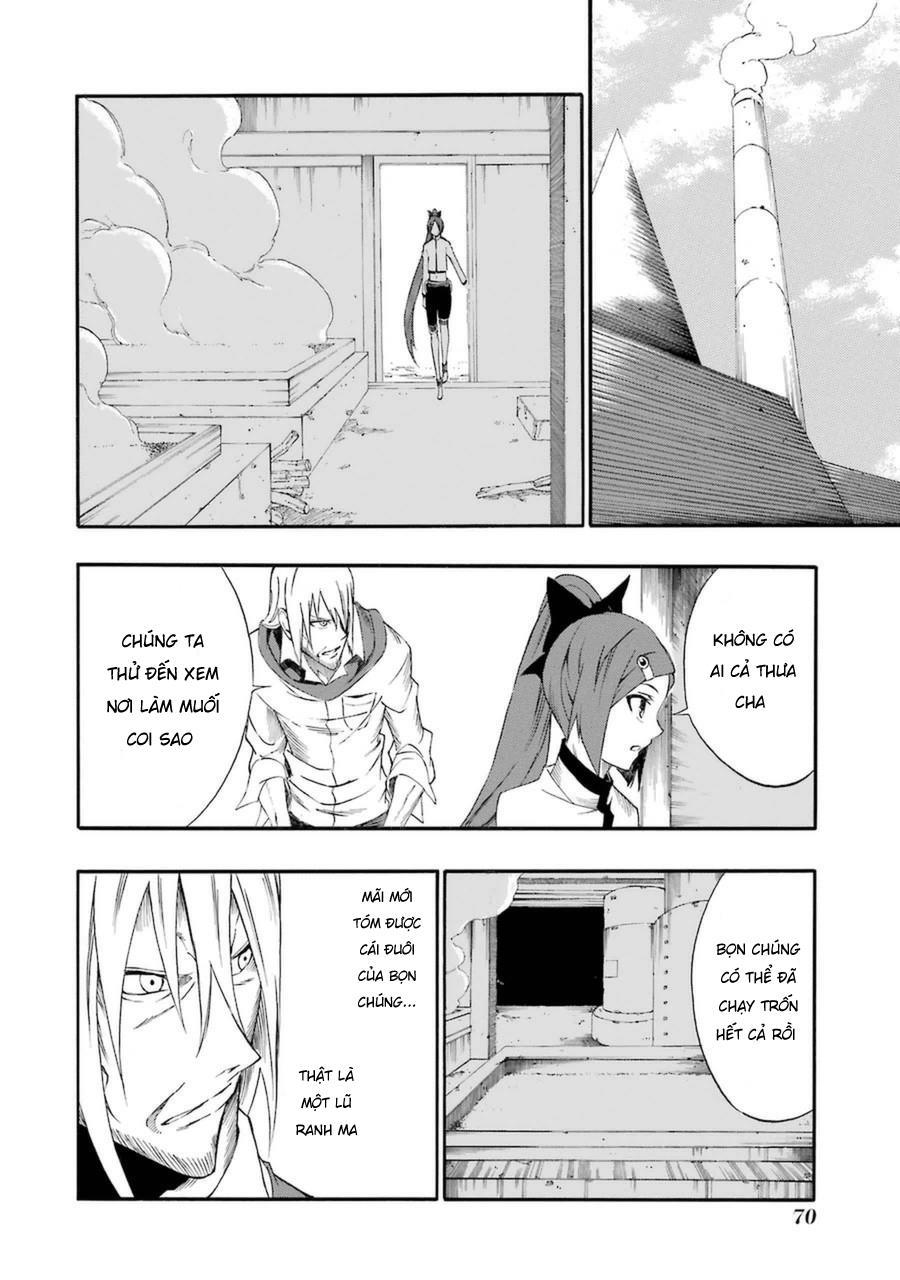 KHÔNG CÓ
AI CẢ THƯA
CHA
CHÚNG TA
THỬ ĐẾN XEM
NƠI LÀM MUỐI
COI SAO
BỌN CHÚNG
CÓ THỂ ĐÃ
CHẠY TRỐN
HẾT CẢ RỒI
MÃI MỚI
TÓM ĐƯỢC
CÁI ĐUÔI
CỦA BỌN
CHÚNG...
THẬT LÀ
MỘT LŨ
RANH MA
70